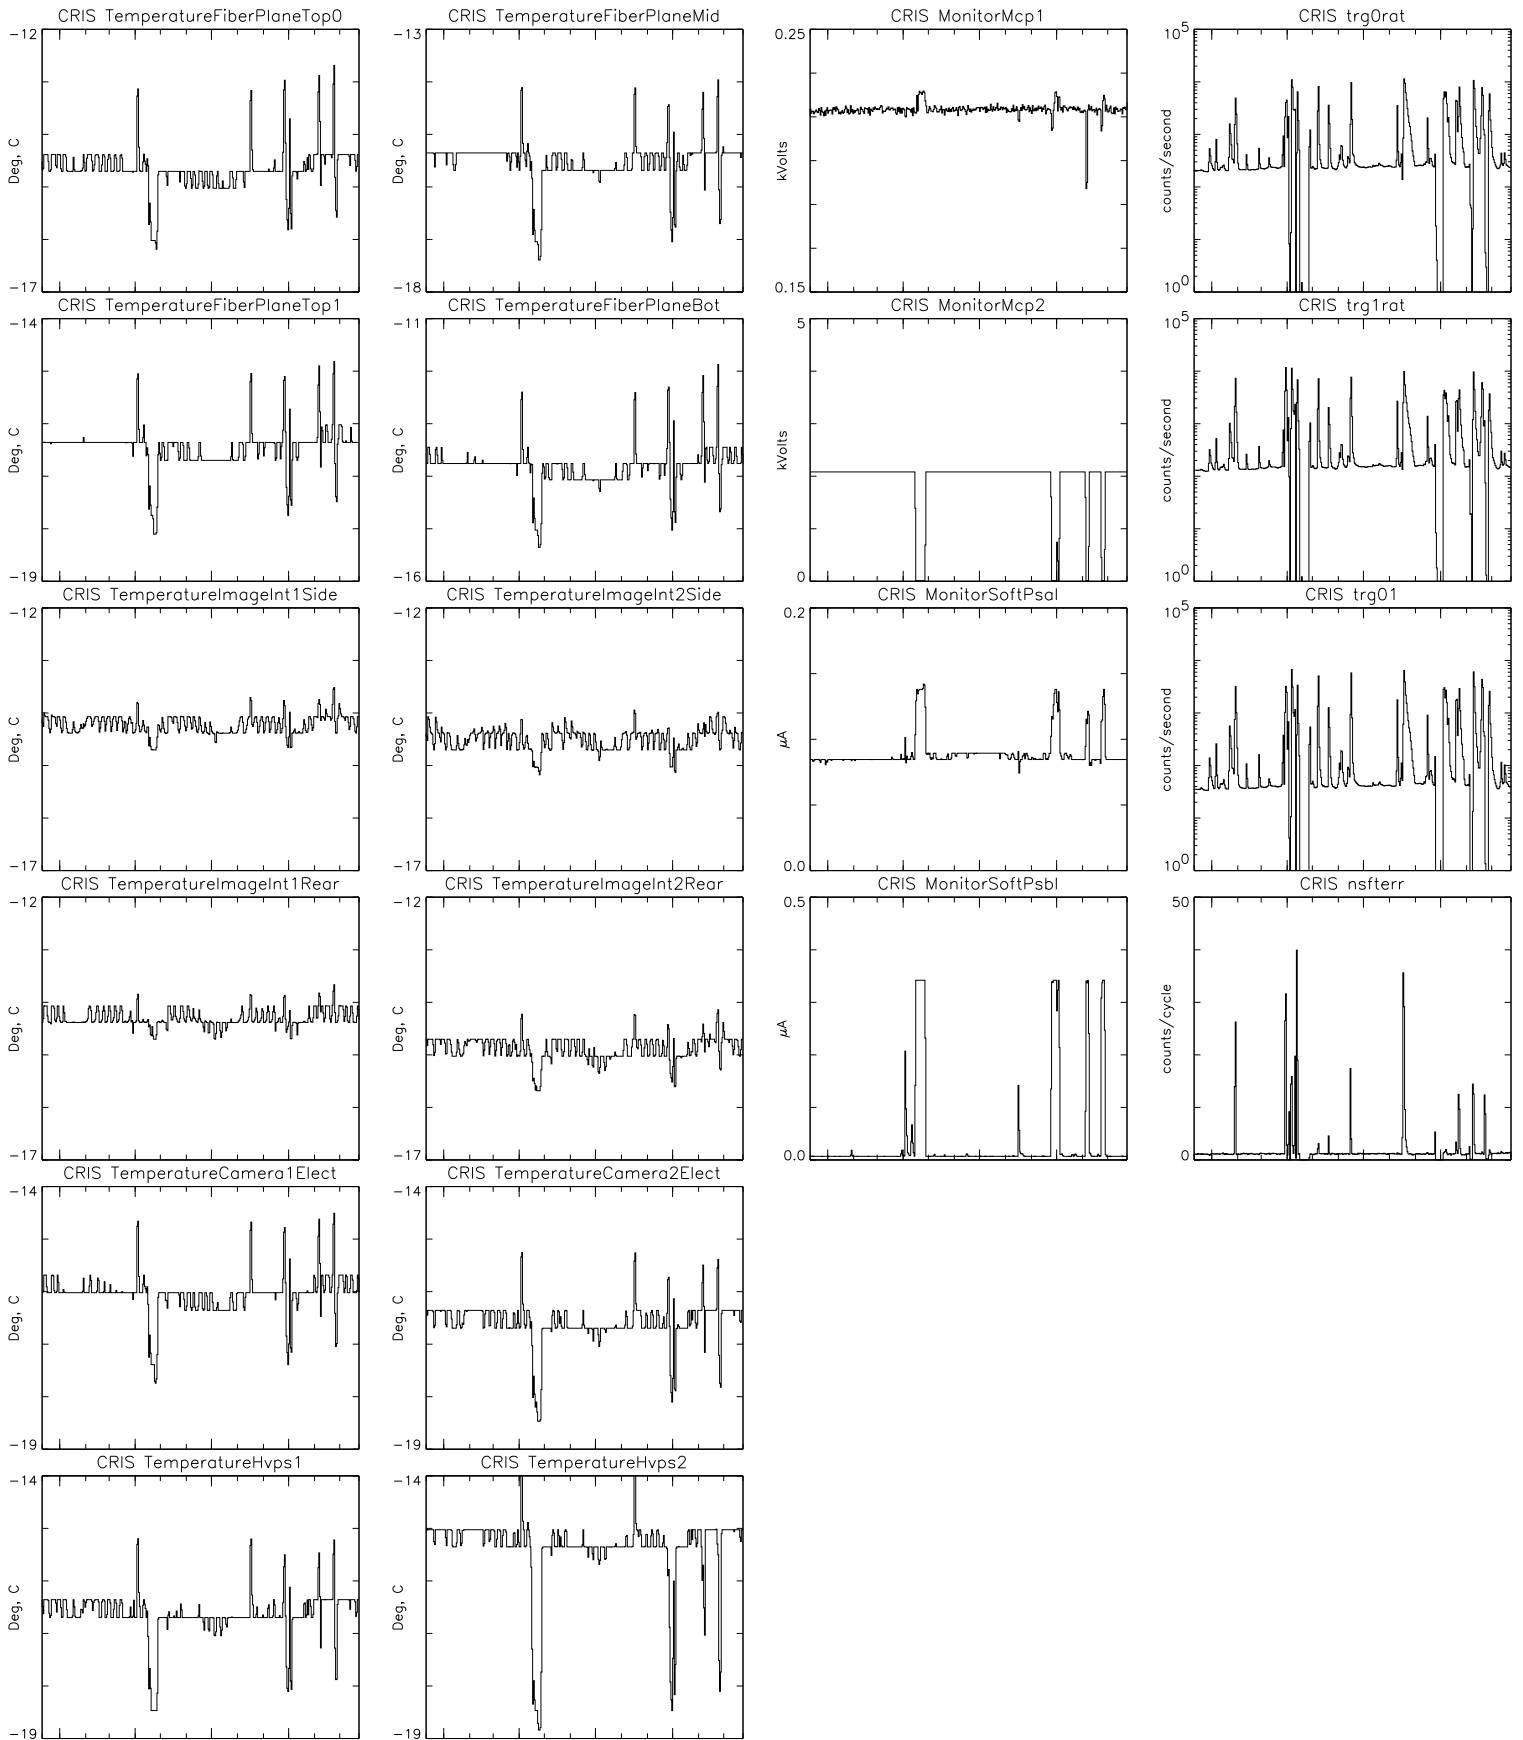 CRIS TemperatureFiberPlaneTop0
CRIS TemperatureFiberPlaneMid
CRIS MonitorMcp1
CRIS trg0rat
-12
Deg, C
-17
-13
Deg, C
-18
0.25
kVolts
0.15
10^5
counts/second
10^0
CRIS TemperatureFiberPlaneTop1
CRIS TemperatureFiberPlaneBot
CRIS MonitorMcp2
CRIS trg1rat
-14
Deg, C
-19
-11
Deg, C
-16
5
kVolts
0
10^5
counts/second
10^0
CRIS TemperatureImageInt1Side
CRIS TemperatureImageInt2Side
CRIS MonitorSoftPsaI
CRIS trg01
-12
Deg, C
-17
-12
Deg, C
-17
0.2
μA
0.0
10^5
counts/second
10^0
CRIS TemperatureImageInt1Rear
CRIS TemperatureImageInt2Rear
CRIS MonitorSoftPsbI
CRIS nsfterr
-12
Deg, C
-17
-12
Deg, C
-17
0.5
μA
0.0
50
counts/cycle
0
CRIS TemperatureCamera1Elect
CRIS TemperatureCamera2Elect
-14
Deg, C
-19
-14
Deg, C
-19
CRIS TemperatureHvps1
CRIS TemperatureHvps2
-14
Deg, C
-19
-14
Deg, C
-19